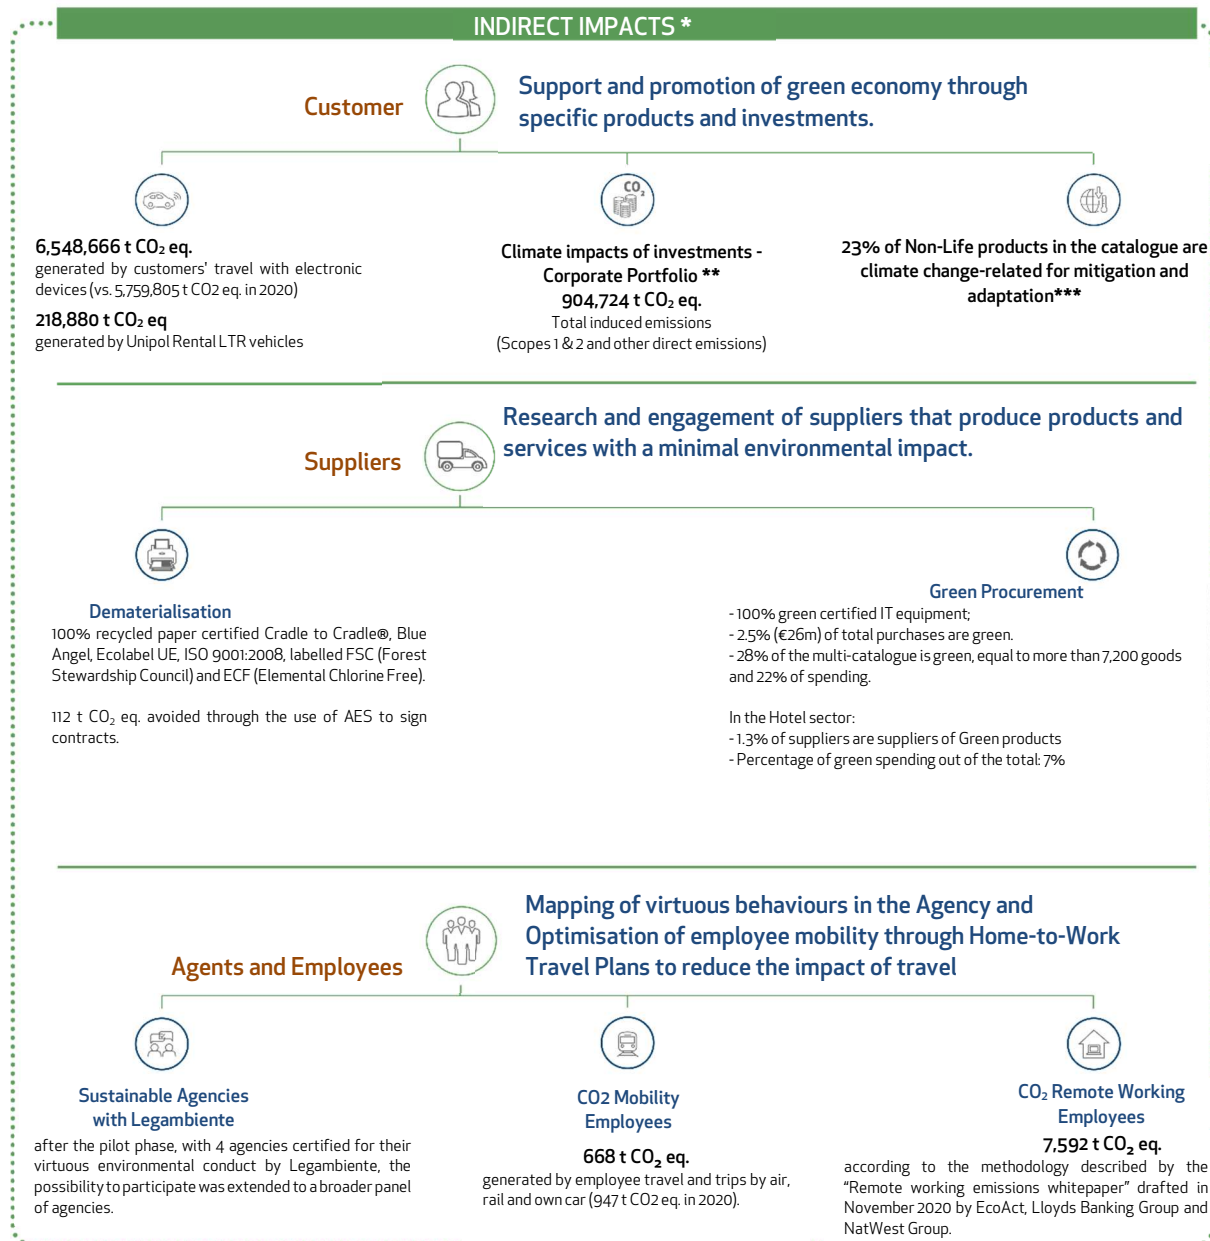 INDIRECT IMPACTS *
Customer
Support and promotion of green economy through
specific products and investments.
CO2
6,548,666 t CO₂ eq.
generated by customers' travel with electronic
devices (vs. 5,759,805 t CO2 eq. in 2020)
218,880 t CO₂ eq
generated by Unipol Rental LTR vehicles
Climate impacts of investments -
Corporate Portfolio **
904,724 t CO₂ eq.
Total induced emissions
(Scopes 1 & 2 and other direct emissions)
23% of Non-Life products in the catalogue are
climate change-related for mitigation and
adaptation***
Suppliers
Research and engagement of suppliers that produce products and
services with a minimal environmental impact.
Dematerialisation
100% recycled paper certified Cradle to Cradle®, Blue
Angel, Ecolabel UE, ISO 9001:2008, labelled FSC (Forest
Stewardship Council) and ECF (Elemental Chlorine Free).
112 t CO₂ eq. avoided through the use of AES to sign
contracts.
Green Procurement
- 100% green certified IT equipment;
- 2.5% (€26m) of total purchases are green.
- 28% of the multi-catalogue is green, equal to more than 7,200 goods
and 22% of spending.
In the Hotel sector:
- 1.3% of suppliers are suppliers of Green products
- Percentage of green spending out of the total: 7%
Agents and Employees
Mapping of virtuous behaviours in the Agency and
Optimisation of employee mobility through Home-to-Work
Travel Plans to reduce the impact of travel
Sustainable Agencies
with Legambiente
after the pilot phase, with 4 agencies certified for their
virtuous environmental conduct by Legambiente, the
possibility to participate was extended to a broader panel
of agencies.
CO2 Mobility
Employees
668 t CO₂ eq.
generated by employee travel and trips by air,
rail and own car (947 t CO2 eq. in 2020).
CO₂ Remote Working
Employees
7,592 t CO₂ eq.
according to the methodology described by the
"Remote working emissions whitepaper" drafted in
November 2020 by EcoAct, Lloyds Banking Group and
NatWest Group.